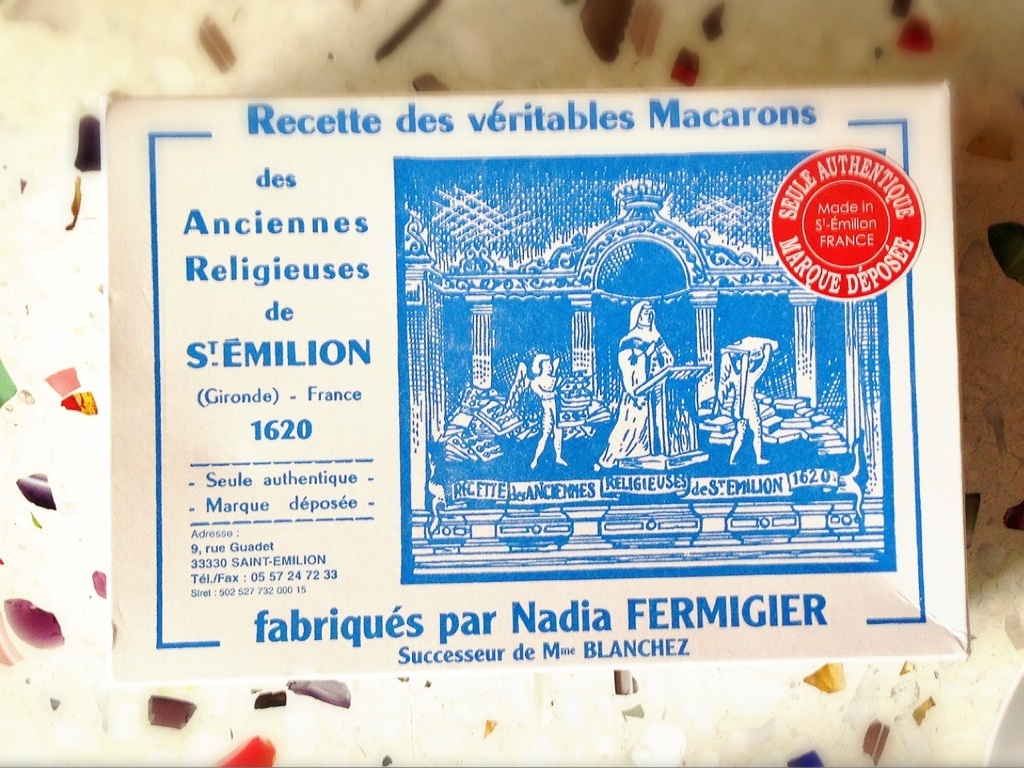 Recette des véritables Macarons
des
Anciennes
Religieuses
de
ST. ÉMILION
(Gironde) - France
1620
- Seule authentique -
- Marque déposée -
Adresse :
9, rue Guadet
33330 SAINT-EMILION
Tél./Fax : 05 57 24 72 33
Siret : 502 527 732 000 15
SEULE AUTHENTIQUE
Made in
St-Émilion
FRANCE
MARQUE DÉPOSÉE
RECETTE des ANCIENNES RELIGIEUSES de ST EMILION 1620.
fabriqués par Nadia FERMIGIER
Successeur de Mme BLANCHEZ